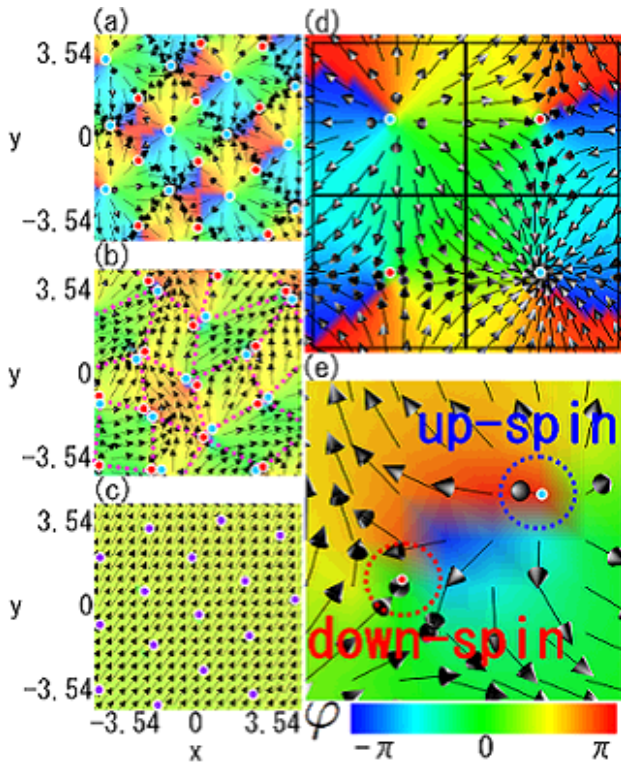 (a)
(d)
3.54
y 0
-3.54
(b)
3.54
y 0
-3.54
(c)
3.54
y 0
-3.54
-3.54 0 3.54
x
(e)
up-spin
down-spin
φ
-π 0 π